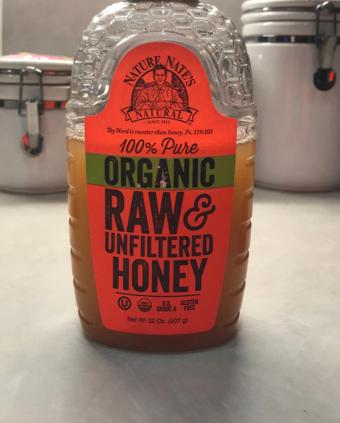 NATURE NATE'S
NATURAL
SINCE 1972
Thy Word is sweeter than honey. Ps. 119:103
100% Pure
ORGANIC
RAW &
UNFILTERED
HONEY
U
U.S. GRADE A
GLUTEN FREE
Net Wt 32 Oz. (907 g)